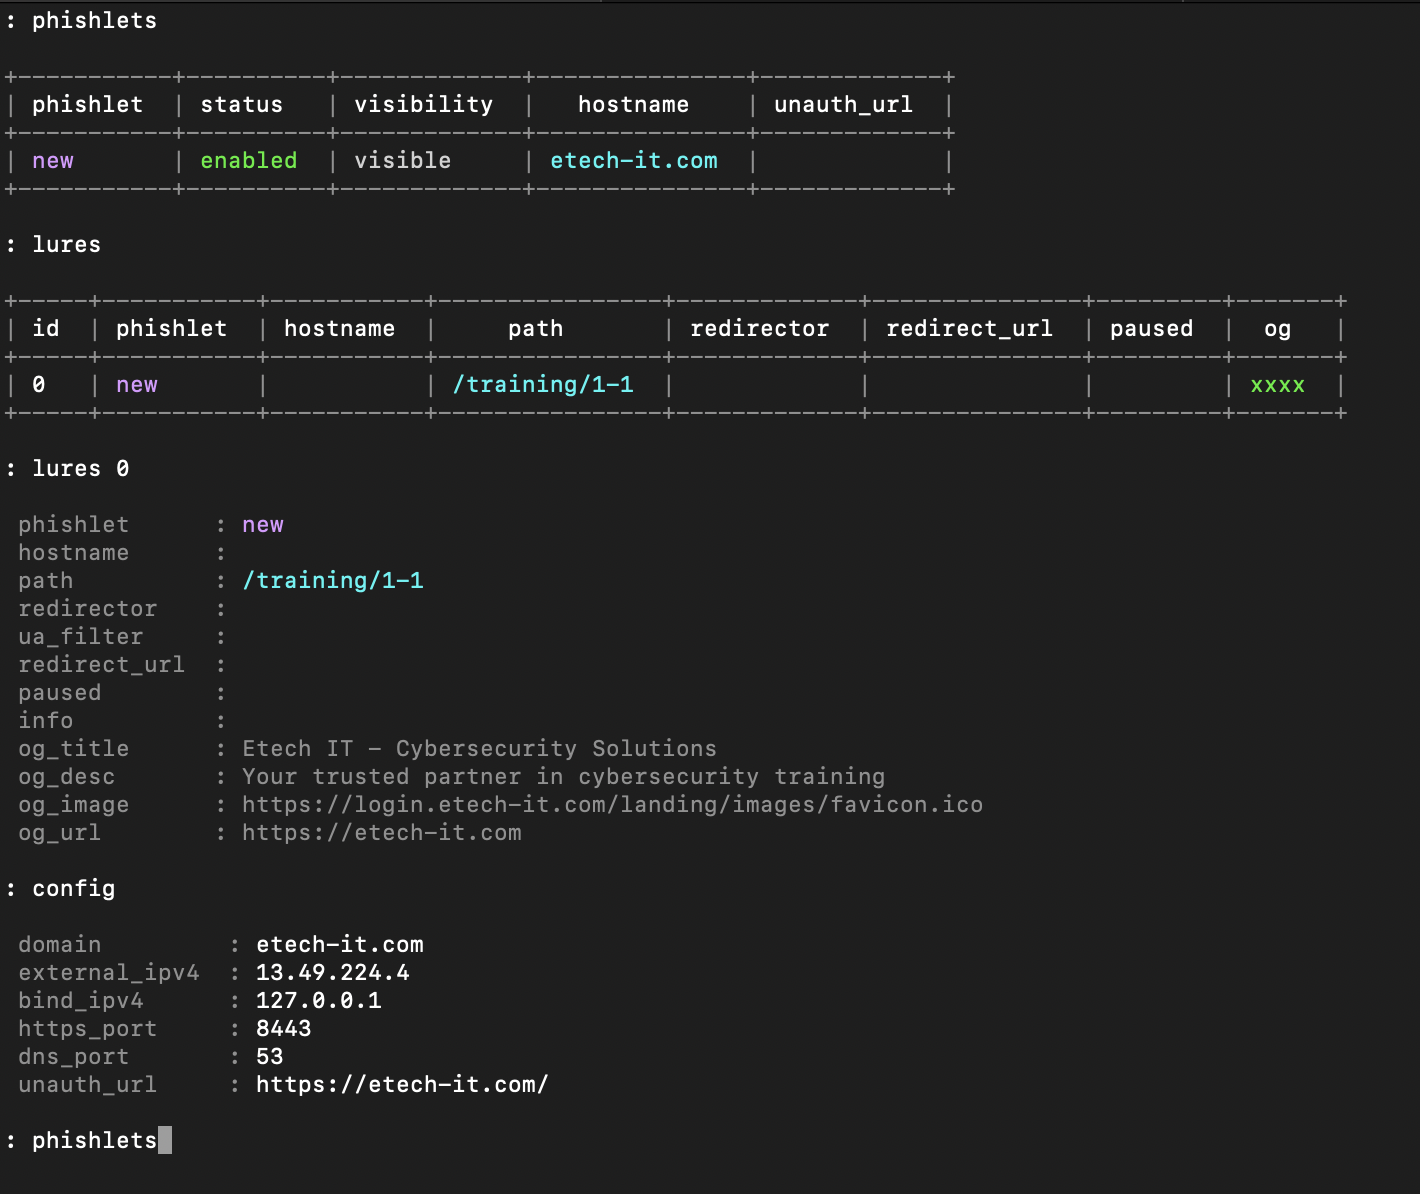 : phishlets
+-----------+----------+-------------+---------------+-------------+
| phishlet | status | visibility | hostname | unauth_url |
+-----------+----------+-------------+---------------+-------------+
| new | enabled | visible | etech-it.com | |
+-----------+----------+-------------+---------------+-------------+
: lures
+-----+-----------+-----------+----------------+-------------+---------------+---------+-------+
| id | phishlet | hostname | path | redirector | redirect_url | paused | og |
+-----+-----------+-----------+----------------+-------------+---------------+---------+-------+
| 0 | new | | /training/1-1 | | | | xxxx |
+-----+-----------+-----------+----------------+-------------+---------------+---------+-------+
: lures 0
phishlet : new
hostname :
path : /training/1-1
redirector :
ua_filter :
redirect_url :
paused :
info :
og_title : Etech IT - Cybersecurity Solutions
og_desc : Your trusted partner in cybersecurity training
og_image : https://login.etech-it.com/landing/images/favicon.ico
og_url : https://etech-it.com
: config
domain : etech-it.com
external_ipv4 : 13.49.224.4
bind_ipv4 : 127.0.0.1
https_port : 8443
dns_port : 53
unauth_url : https://etech-it.com/
: phishlets